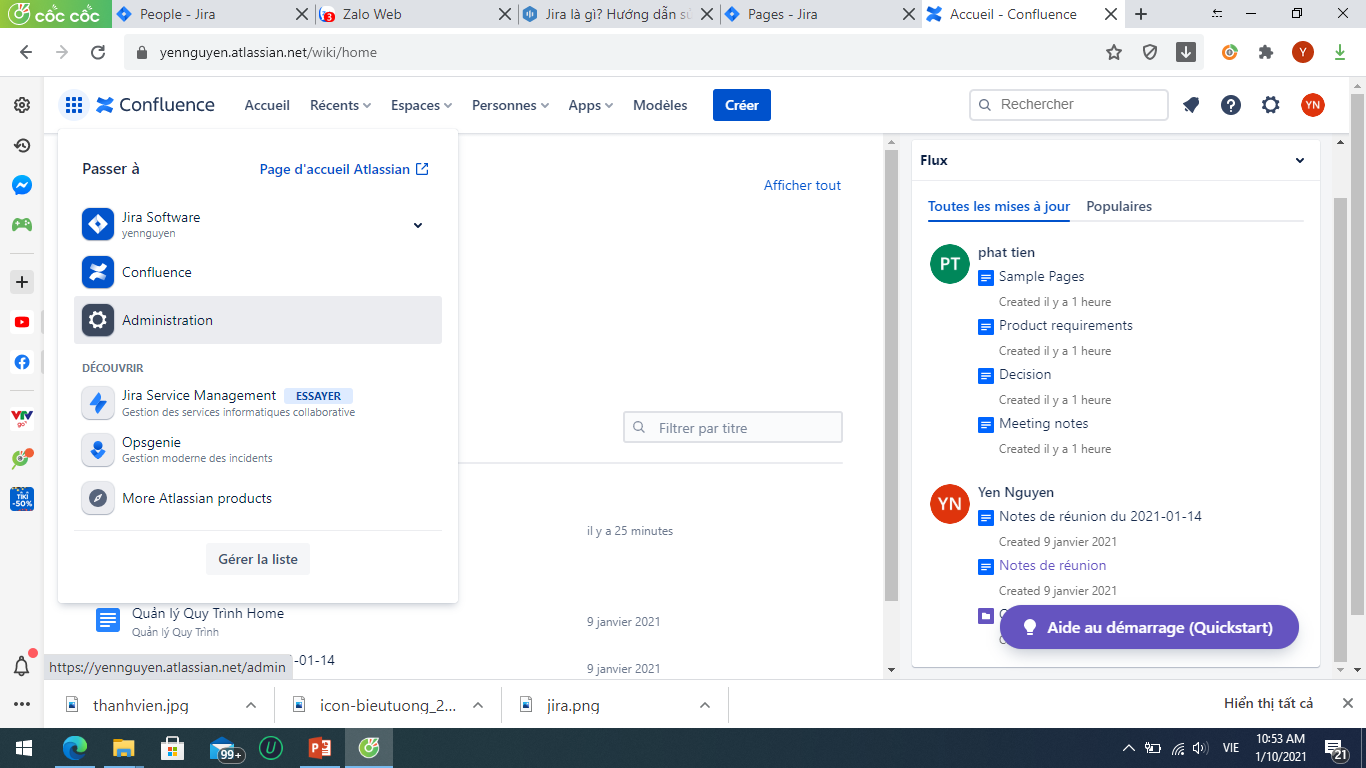 cốc cốc
People - Jira
3
Zalo Web
Jira là gì? Hướng dẫn sử
Pages - Jira
Accueil - Confluence
yennguyen.atlassian.net/wiki/home
Y
Confluence
Accueil
Récents
Espaces
Personnes
Apps
Modèles
Créer
Rechercher
YN
Passer à
Page d'accueil Atlassian
Jira Software
yennguyen
Confluence
Administration
DÉCOUVRIR
Jira Service Management ESSAYER
Gestion des services informatiques collaborative
Opsgenie
Gestion moderne des incidents
More Atlassian products
Gérer la liste
Afficher tout
Filtrer par titre
il y a 25 minutes
Quản lý Quy Trình Home
Quản lý Quy Trình
9 janvier 2021
-01-14
9 janvier 2021
https://yennguyen.atlassian.net/admin
Flux
Toutes les mises à jour
Populaires
PT
phat tien
Sample Pages
Created il y a 1 heure
Product requirements
Created il y a 1 heure
Decision
Created il y a 1 heure
Meeting notes
Created il y a 1 heure
YN
Yen Nguyen
Notes de réunion du 2021-01-14
Created 9 janvier 2021
Notes de réunion
Created 9 janvier 2021
Aide au démarrage (Quickstart)
VTV
go
TIKI
-50%
thanhvien.jpg
icon-bieutuong_2...
jira.png
Hiển thị tất cả
99+
VIE
10:53 AM
1/10/2021
21